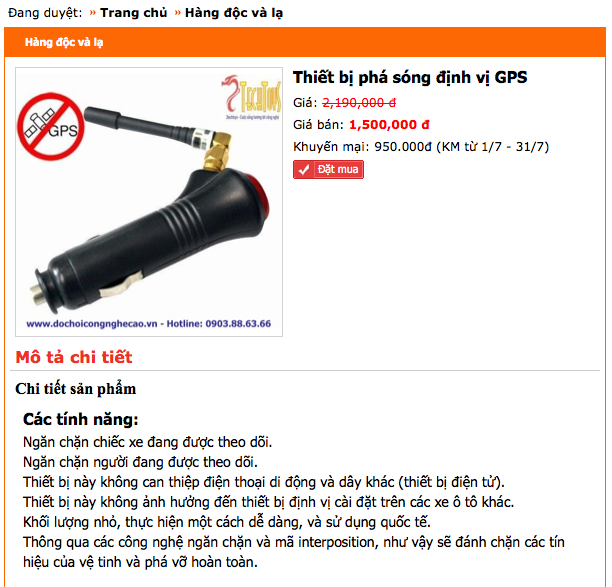 Đang duyệt: » Trang chủ » Hàng độc và lạ
Hàng độc và lạ
TECHTOYS
Dochojys - Cuộc sống hướng tới công nghệ
GPS
www.dochoicongnghecao.vn - Hotline: 0903.88.63.66
Thiết bị phá sóng định vị GPS
Giá: 2,190,000 đ
Giá bán: 1,500,000 đ
Khuyến mại: 950.000đ (KM từ 1/7 - 31/7)
Đặt mua
Mô tả chi tiết
Chi tiết sản phẩm
Các tính năng:
Ngăn chặn chiếc xe đang được theo dõi.
Ngăn chặn người đang được theo dõi.
Thiết bị này không can thiệp điện thoại di động và dây khác (thiết bị điện tử).
Thiết bị này không ảnh hưởng đến thiết bị định vị cài đặt trên các xe ô tô khác.
Khối lượng nhỏ, thực hiện một cách dễ dàng, và sử dụng quốc tế.
Thông qua các công nghệ ngăn chặn và mã interposition, như vậy sẽ đánh chặn các tín
hiệu của vệ tinh và phá vỡ hoàn toàn.